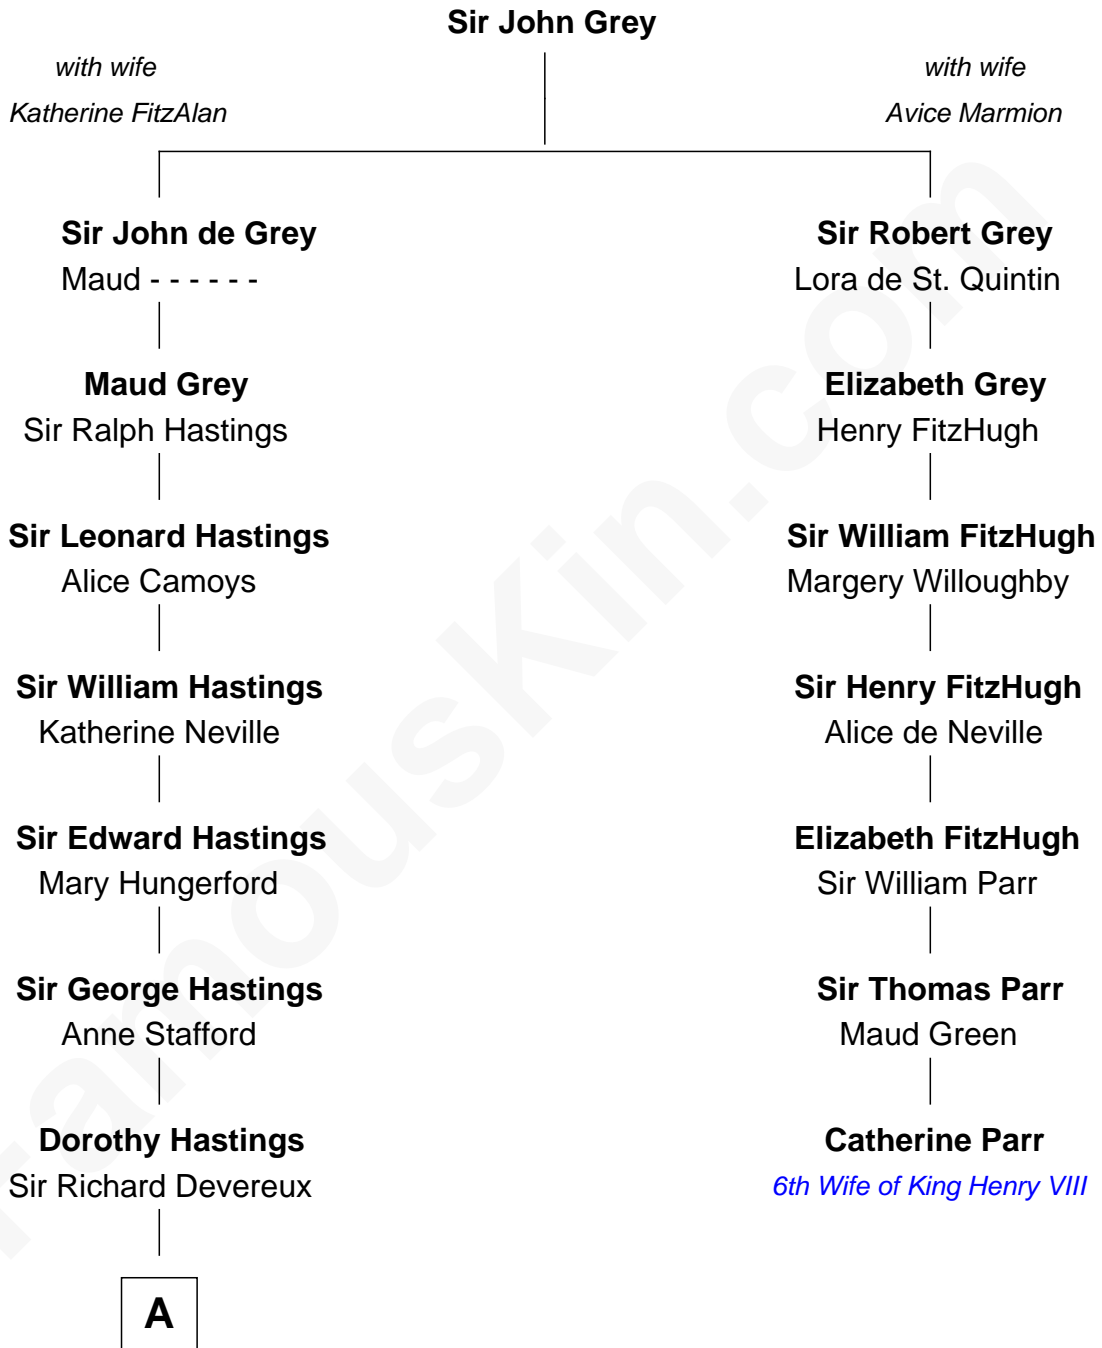 Sir John Grey
with wife
Katherine FitzAlan
with wife
Avice Marmion
Sir John de Grey
Maud - - - - - -
Sir Robert Grey
Lora de St. Quintin
Maud Grey
Sir Ralph Hastings
Elizabeth Grey
Henry FitzHugh
Sir Leonard Hastings
Alice Camoys
Sir William FitzHugh
Margery Willoughby
Sir William Hastings
Katherine Neville
Sir Henry FitzHugh
Alice de Neville
Sir Edward Hastings
Mary Hungerford
Elizabeth FitzHugh
Sir William Parr
Sir George Hastings
Anne Stafford
Sir Thomas Parr
Maud Green
Dorothy Hastings
Sir Richard Devereux
Catherine Parr
6th Wife of King Henry VIII
A
FamousKin.com